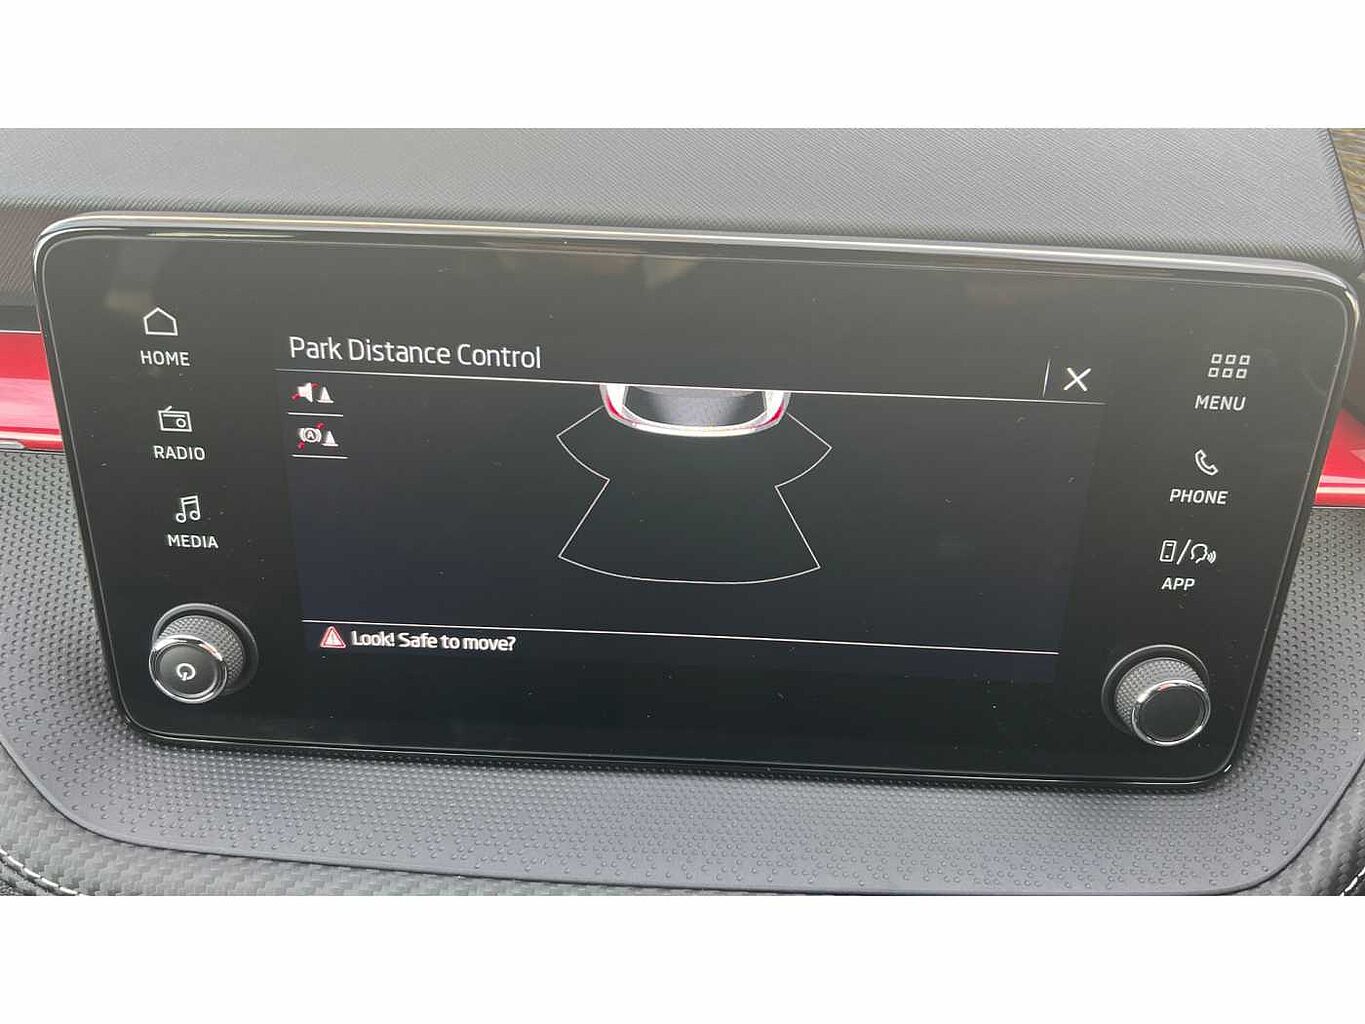 Park Distance Control
HOME
RADIO
MEDIA
MENU
PHONE
APP
Look! Safe to move?